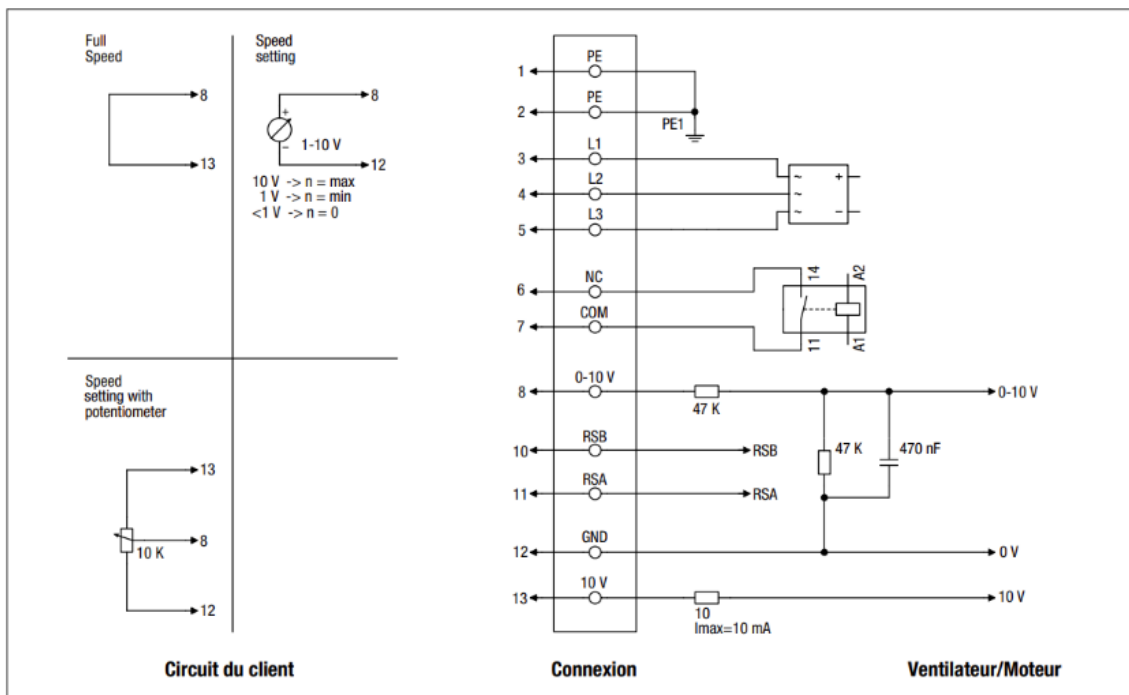 Full
Speed
8
13
Speed
setting
8
+
−
1-10 V
12
10 V -> n = max
1 V -> n = min
<1 V -> n = 0
Speed
setting with
potentiometer
13
8
10 K
12
Circuit du client
1
PE
2
PE
PE1
3
L1
4
L2
5
L3
~
+
~
~
−
6
NC
7
COM
14
A2
11
A1
8
0-10 V
47 K
0-10 V
47 K
470 nF
10
RSB
RSB
11
RSA
RSA
12
GND
0 V
13
10 V
10
Imax=10 mA
10 V
Connexion
Ventilateur/Moteur